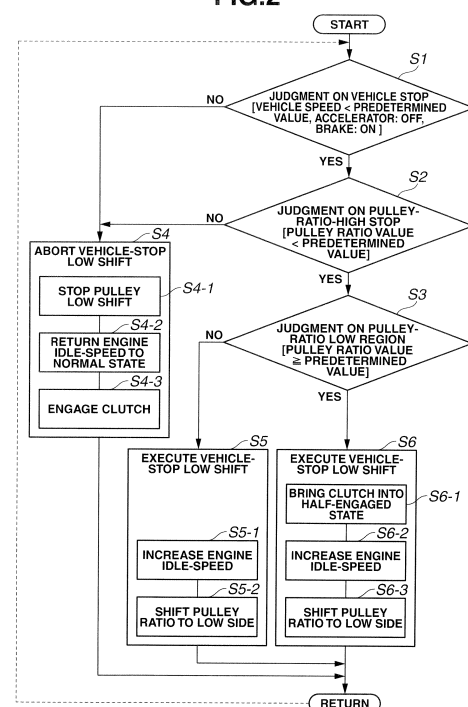 FIG.2
START
S1
JUDGMENT ON VEHICLE STOP
[VEHICLE SPEED < PREDETERMINED
VALUE, ACCELERATOR: OFF,
BRAKE: ON ]
NO
YES
S2
JUDGMENT ON PULLEY-
RATIO-HIGH STOP
[PULLEY RATIO VALUE
< PREDETERMINED
VALUE]
NO
YES
S4
ABORT VEHICLE-STOP
LOW SHIFT
S4-1
STOP PULLEY
LOW SHIFT
S4-2
RETURN ENGINE
IDLE-SPEED TO
NORMAL STATE
S4-3
ENGAGE CLUTCH
S3
JUDGMENT ON PULLEY-
RATIO LOW REGION
[PULLEY RATIO VALUE
≧ PREDETERMINED
VALUE]
NO
YES
S5
EXECUTE VEHICLE-
STOP LOW SHIFT
S5-1
INCREASE ENGINE
IDLE-SPEED
S5-2
SHIFT PULLEY
RATIO TO LOW SIDE
S6
EXECUTE VEHICLE-
STOP LOW SHIFT
S6-1
BRING CLUTCH INTO
HALF-ENGAGED
STATE
S6-2
INCREASE ENGINE
IDLE-SPEED
S6-3
SHIFT PULLEY
RATIO TO LOW SIDE
RETURN